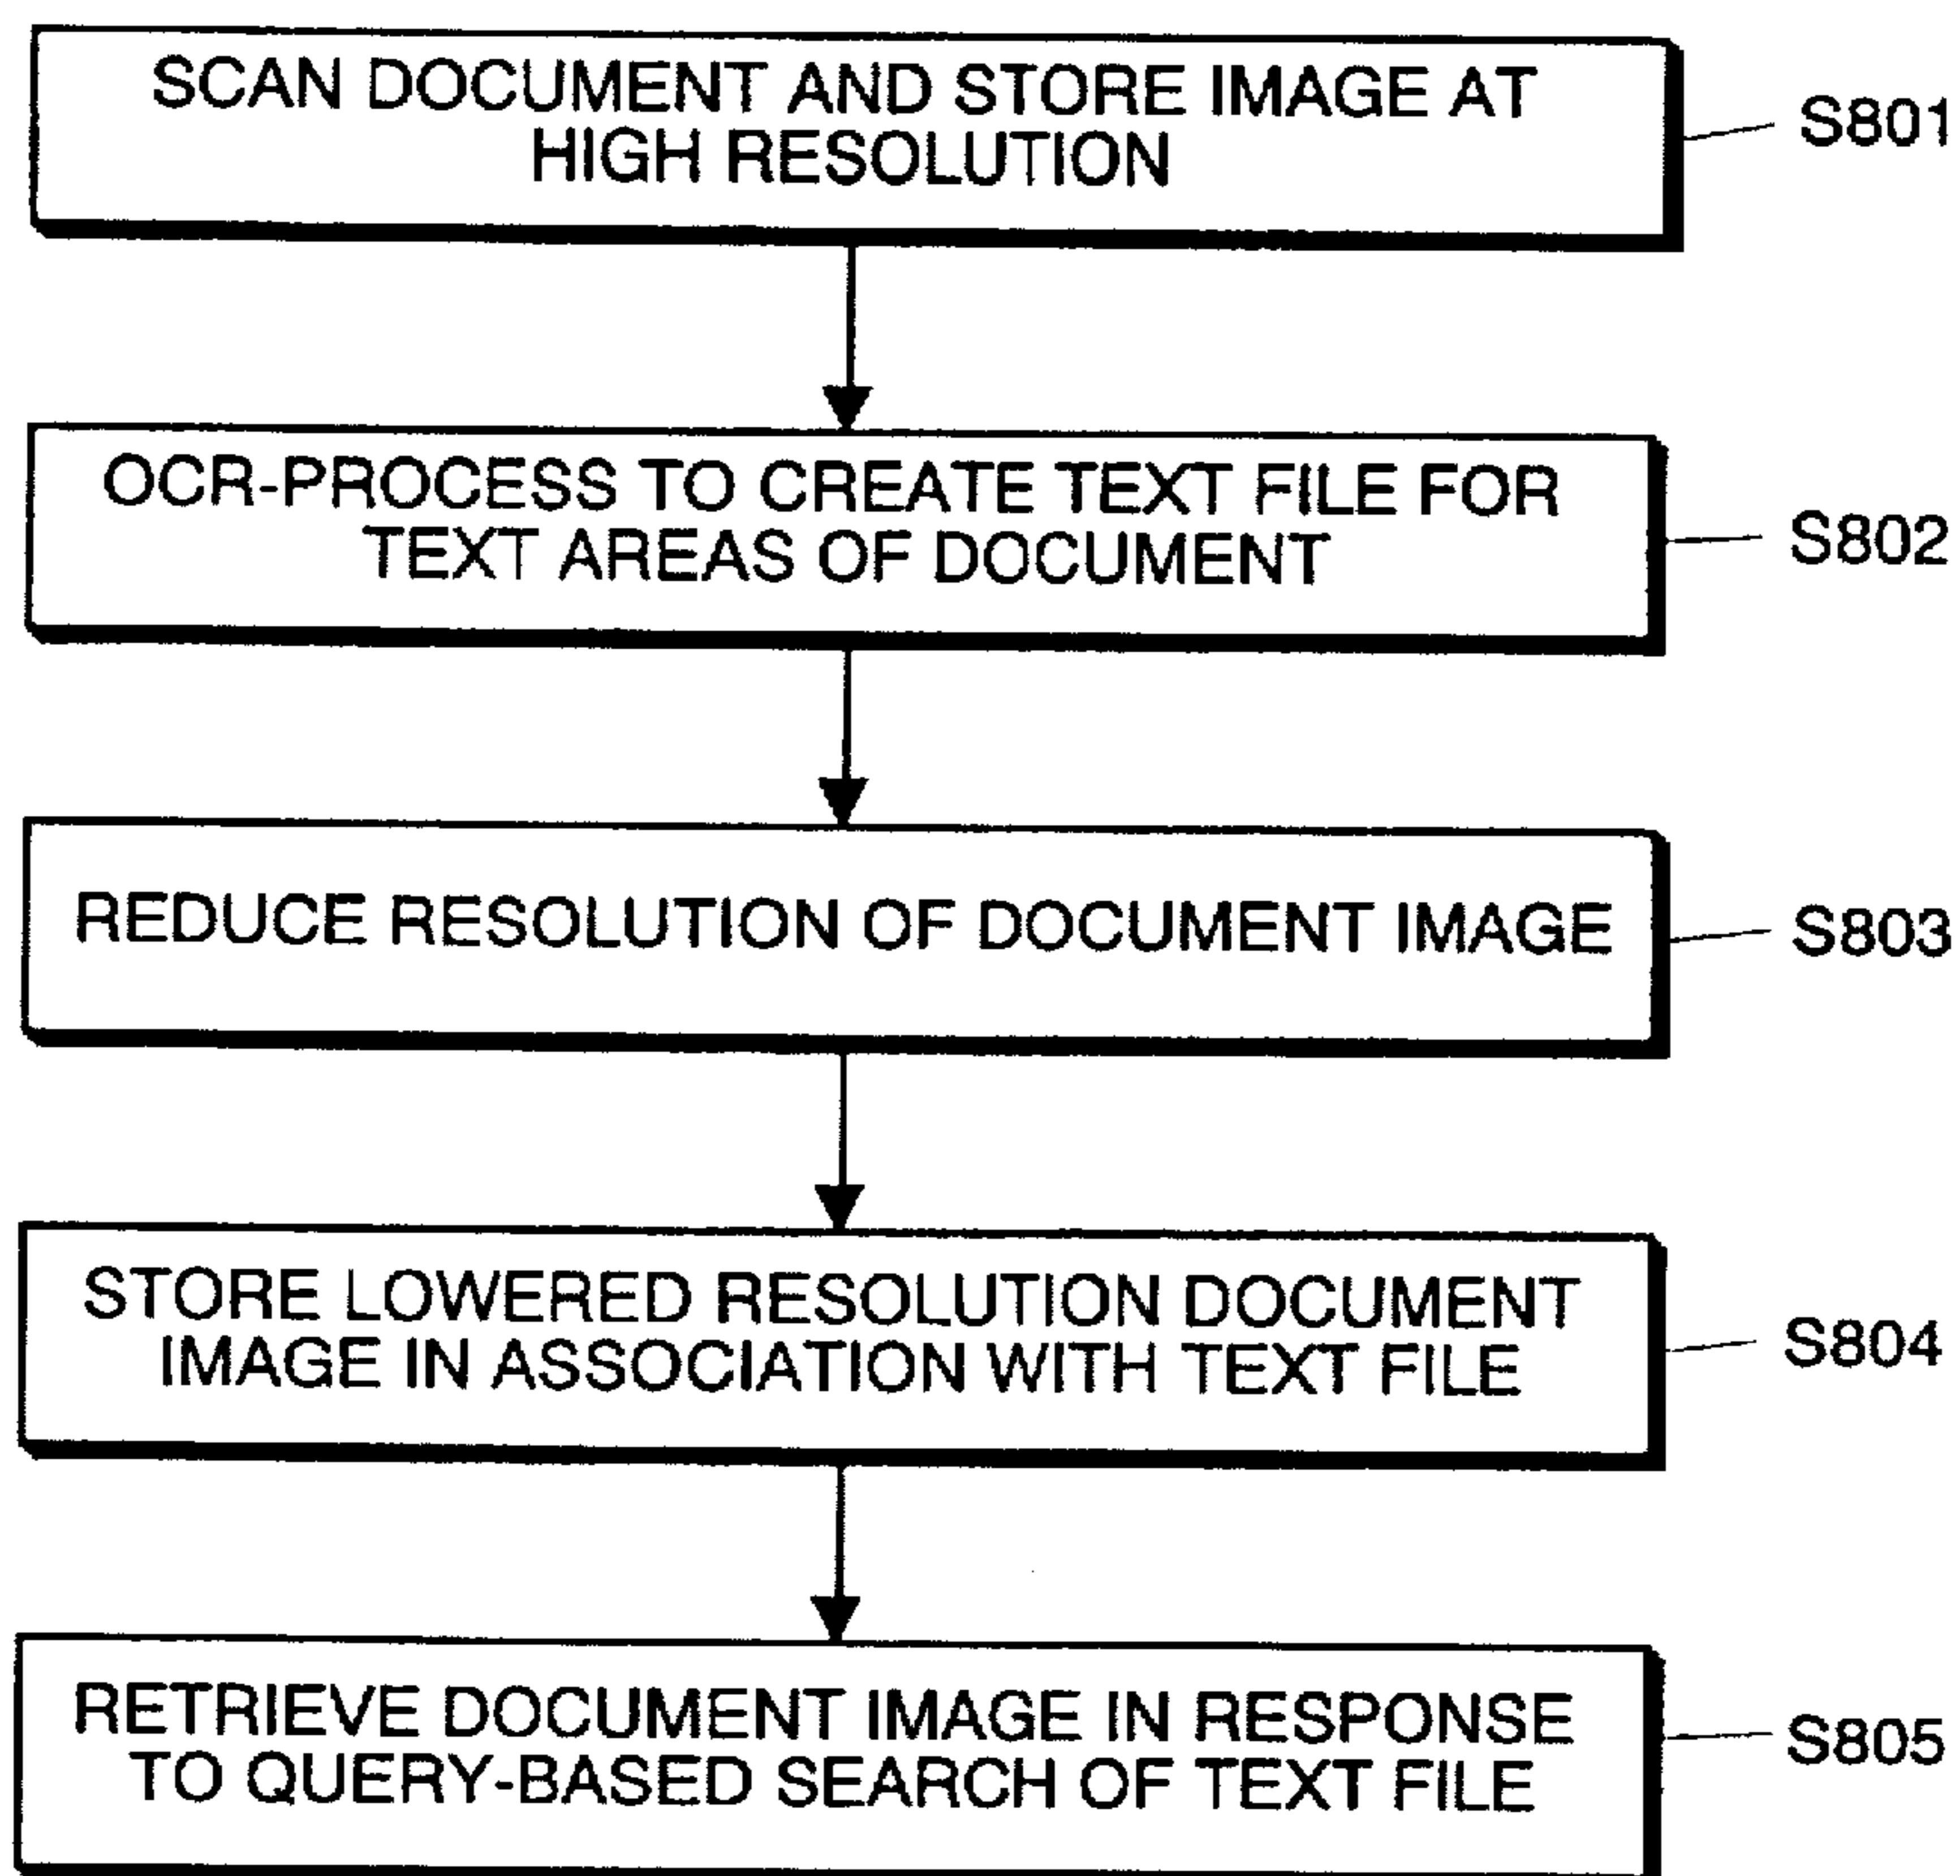 SCAN DOCUMENT AND STORE IMAGE AT
HIGH RESOLUTION
S801
OCR-PROCESS TO CREATE TEXT FILE FOR
TEXT AREAS OF DOCUMENT
S802
REDUCE RESOLUTION OF DOCUMENT IMAGE
S803
STORE LOWERED RESOLUTION DOCUMENT
IMAGE IN ASSOCIATION WITH TEXT FILE
S804
RETRIEVE DOCUMENT IMAGE IN RESPONSE
TO QUERY-BASED SEARCH OF TEXT FILE
S805